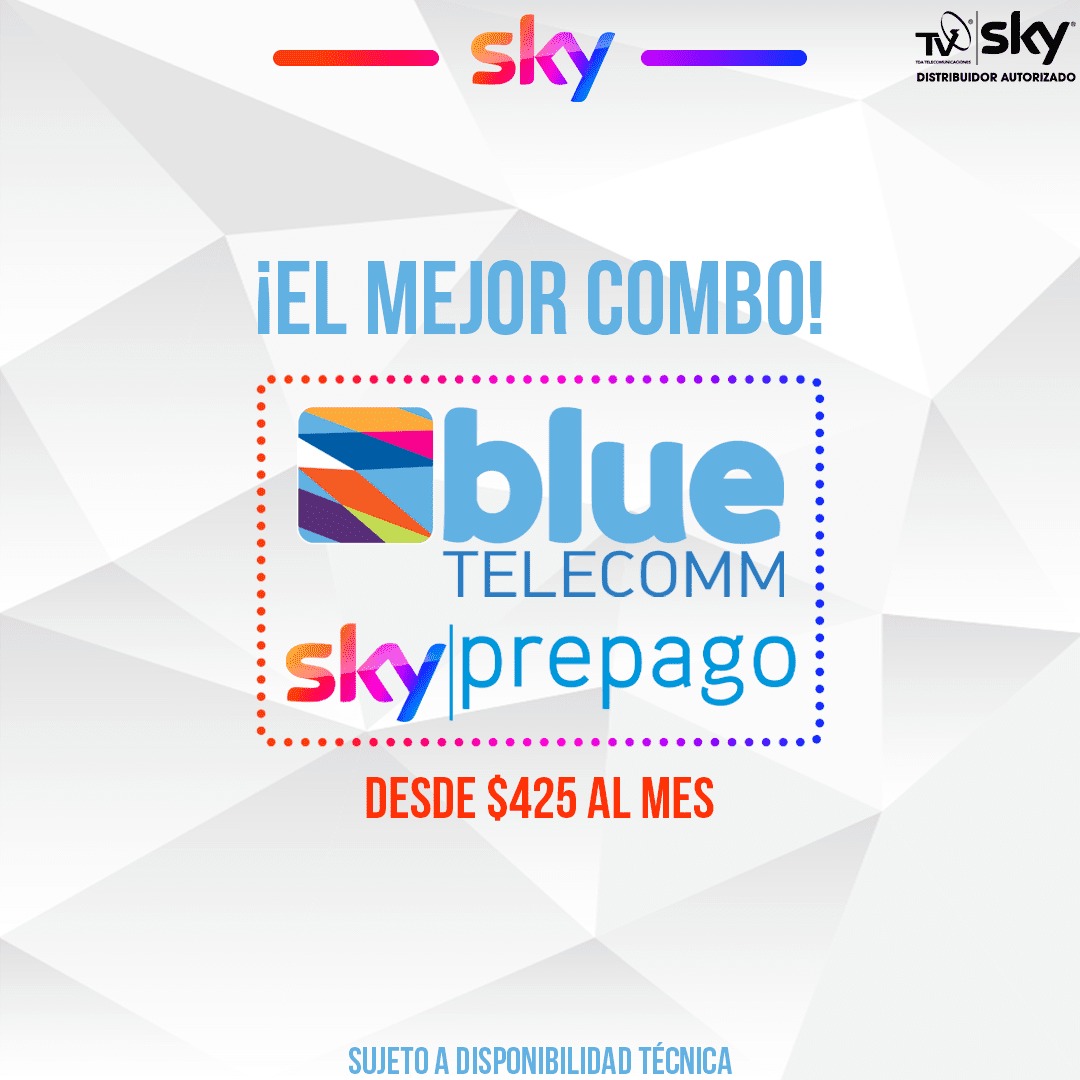 sky
TV sky
TDA TELECOMUNICACIONES
DISTRIBUIDOR AUTORIZADO
¡EL MEJOR COMBO!
blue
TELECOMM
sky prepago
DESDE $425 AL MES
SUJETO A DISPONIBILIDAD TÉCNICA